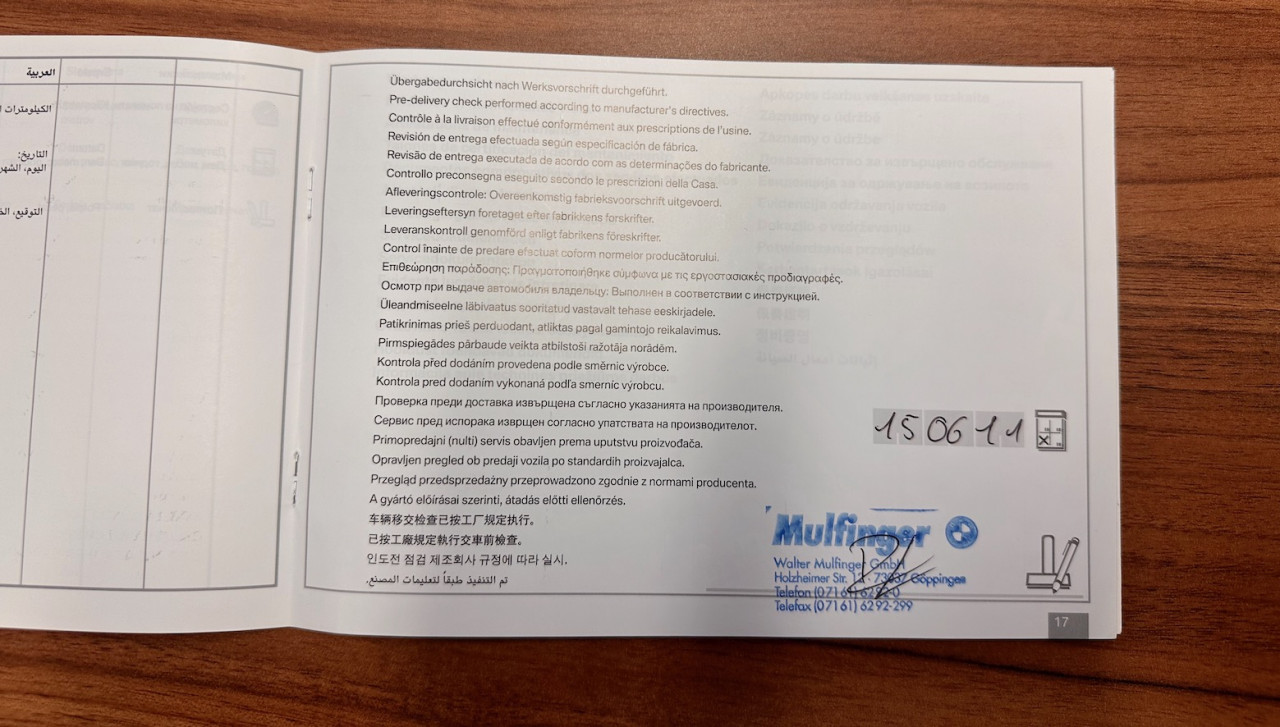 العربية
الكيلومترات
التاريخ:
اليوم، الشهر
التوقيع،
Übergabedurchsicht nach Werksvorschrift durchgeführt.
Pre-delivery check performed according to manufacturer's directives.
Contrôle à la livraison effectué conformément aux prescriptions de l'usine.
Revisión de entrega efectuada según especificación de fábrica.
Revisão de entrega executada de acordo com as determinações do fabricante.
Controllo preconsegna eseguito secondo le prescrizioni della Casa.
Afleveringscontrole: Overeenkomstig fabrieksvoorschrift uitgevoerd.
Leveringseftersyn foretaget efter fabrikkens forskrifter.
Leveranskontroll genomförd enligt fabrikens föreskrifter.
Control înainte de predare efectuat coform normelor producătorului.
Επιθεώρηση παράδοσης: Πραγματοποιήθηκε σύμφωνα με τις εργοστασιακές προδιαγραφές.
Осмотр при выдаче автомобиля владельцу: Выполнен в соответствии с инструкцией.
Üleandmiseelne läbivaatus sooritatud vastavalt tehase eeskirjadele.
Patikrinimas prieš perduodant, atliktas pagal gamintojo reikalavimus.
Pirmspiegādes pārbaude veikta atbilstoši ražotāja norādēm.
Kontrola před dodáním provedena podle směrnic výrobce.
Kontrola pred dodaním vykonaná podľa smerníc výrobcu.
Проверка преди доставка извърщена съгласно указанията на производителя.
Сервис пред испорака изврщен согласно упатствата на производителот.
Primopredajni (nulti) servis obavljen prema uputstvu proizvođača.
Opravljen pregled ob predaji vozila po standardih proizvajalca.
Przegląd przedsprzedażny przeprowadzono zgodnie z normami producenta.
A gyártó előírásai szerinti, átadás előtti ellenőrzés.
车辆移交检查已按工厂规定执行。
已按工廠規定執行交車前檢查。
인도전 점검 제조회사 규정에 따라 실시.
تم التنفيذ طبقاً لتعليمات المصنع.
15 06 11
Mulfinger
Walter Mulfinger GmbH
Holzheimer Str. 73037 Göppingen
Telefon (07161)
Telefax (07161) 6292-299
17